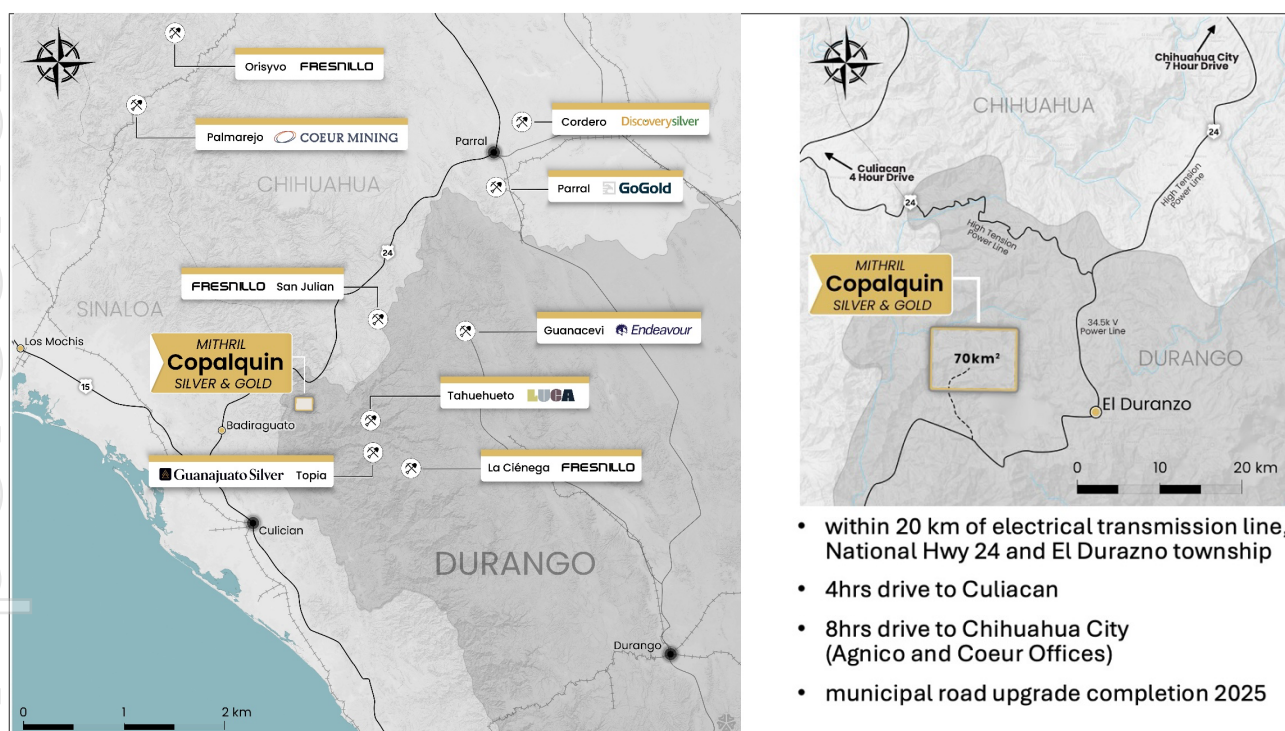 Orisyvo FRESNILLO
Palmarejo COEUR MINING
Cordero Discoverysilver
Parral
CHIHUAHUA
Parral GoGold
24
FRESNILLO San Julian
SINALOA
Guanacevi Endeavour
Los Mochis
MITHRIL
Copalquin
SILVER & GOLD
15
Tahuehueto LUCA
Badiraguato
Guanajuato Silver Topia
La Ciénega FRESNILLO
Culician
DURANGO
Durango
0 1 2 km
Chihuahua City
7 Hour Drive
CHIHUAHUA
24
Culiacan
4 Hour Drive
24
High Tension
Power Line
High Tension
Power Line
MITHRIL
Copalquin
SILVER & GOLD
34.5k V
Power Line
70km²
DURANGO
El Duranzo
0 10 20 km
• within 20 km of electrical transmission line,
National Hwy 24 and El Durazno township
• 4hrs drive to Culiacan
• 8hrs drive to Chihuahua City
(Agnico and Coeur Offices)
• municipal road upgrade completion 2025